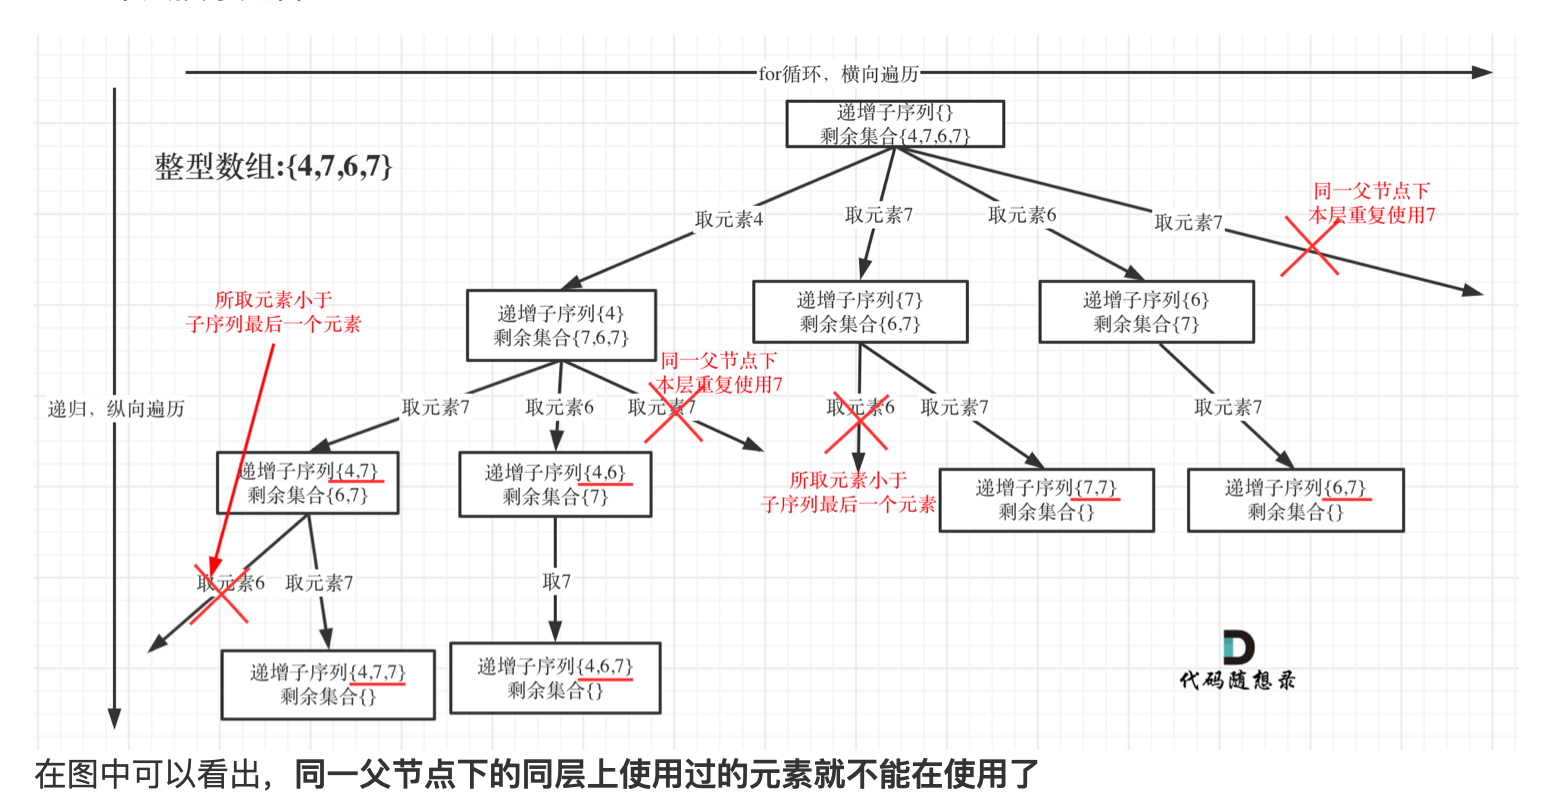 for循环，横向遍历
递增子序列{}
剩余集合{4,7,6,7}
整型数组:{4,7,6,7}
同一父节点下
本层重复使用7
取元素4
取元素7
取元素6
取元素7
所取元素小于
子序列最后一个元素
递增子序列{4}
剩余集合{7,6,7}
递增子序列{7}
剩余集合{6,7}
递增子序列{6}
剩余集合{7}
同一父节点下
本层重复使用7
递归，纵向遍历
取元素7
取元素6
取元素7
取元素6
取元素7
取元素7
递增子序列{4,7}
剩余集合{6,7}
递增子序列{4,6}
剩余集合{7}
所取元素小于
子序列最后一个元素
递增子序列{7,7}
剩余集合{}
递增子序列{6,7}
剩余集合{}
取元素6
取元素7
取7
递增子序列{4,7,7}
剩余集合{}
递增子序列{4,6,7}
剩余集合{}
代码随想录
在图中可以看出，同一父节点下的同层上使用过的元素就不能在使用了